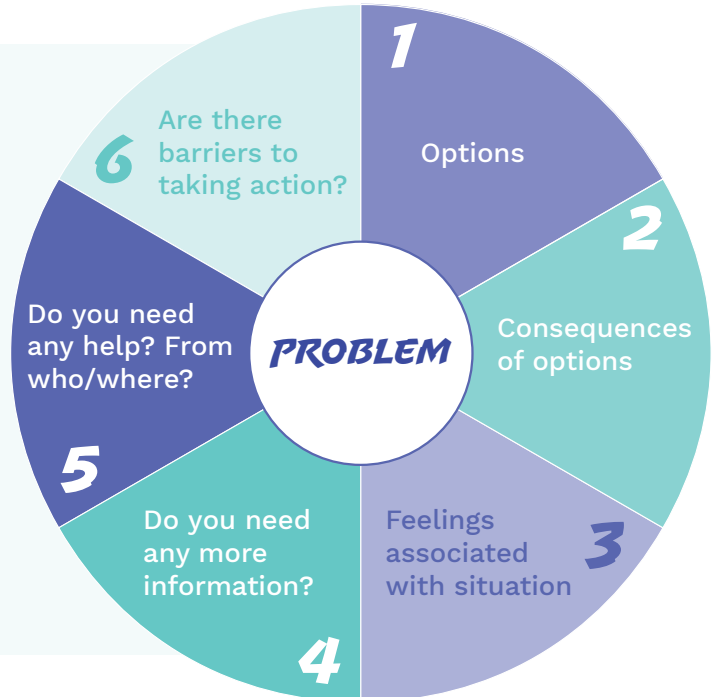 1
Options
2
Consequences
of options
3
Feelings
associated
with situation
4
Do you need
any more
information?
5
Do you need
any help? From
who/where?
6
Are there
barriers to
taking action?
PROBLEM